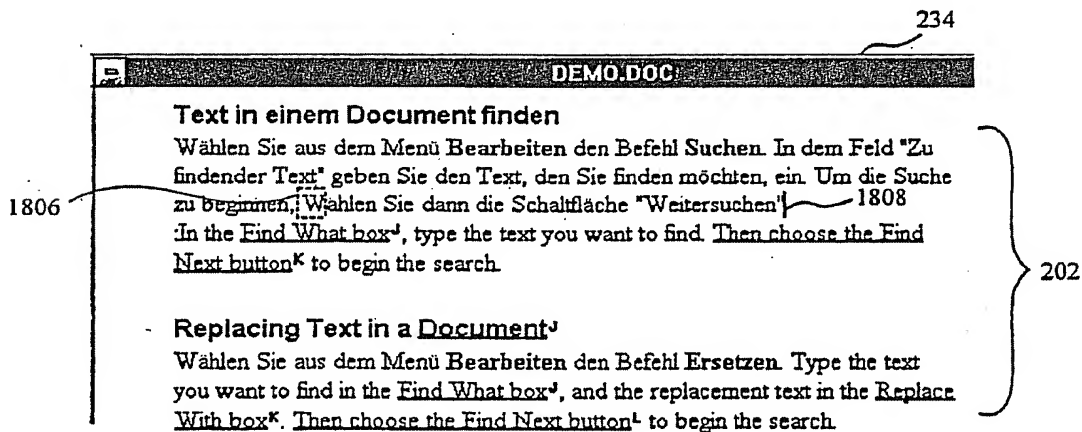 234
DEMO.DOC
Text in einem Document finden
Wählen Sie aus dem Menü Bearbeiten den Befehl Suchen. In dem Feld "Zu
findender Text" geben Sie den Text, den Sie finden möchten, ein. Um die Suche
zu beginnen, Wählen Sie dann die Schaltfläche "Weitersuchen"
1806
1808
:In the Find What boxJ, type the text you want to find. Then choose the Find
Next buttonK to begin the search.
202
Replacing Text in a DocumentJ
Wählen Sie aus dem Menü Bearbeiten den Befehl Ersetzen. Type the text
you want to find in the Find What boxJ, and the replacement text in the Replace
With boxK. Then choose the Find Next buttonL to begin the search.